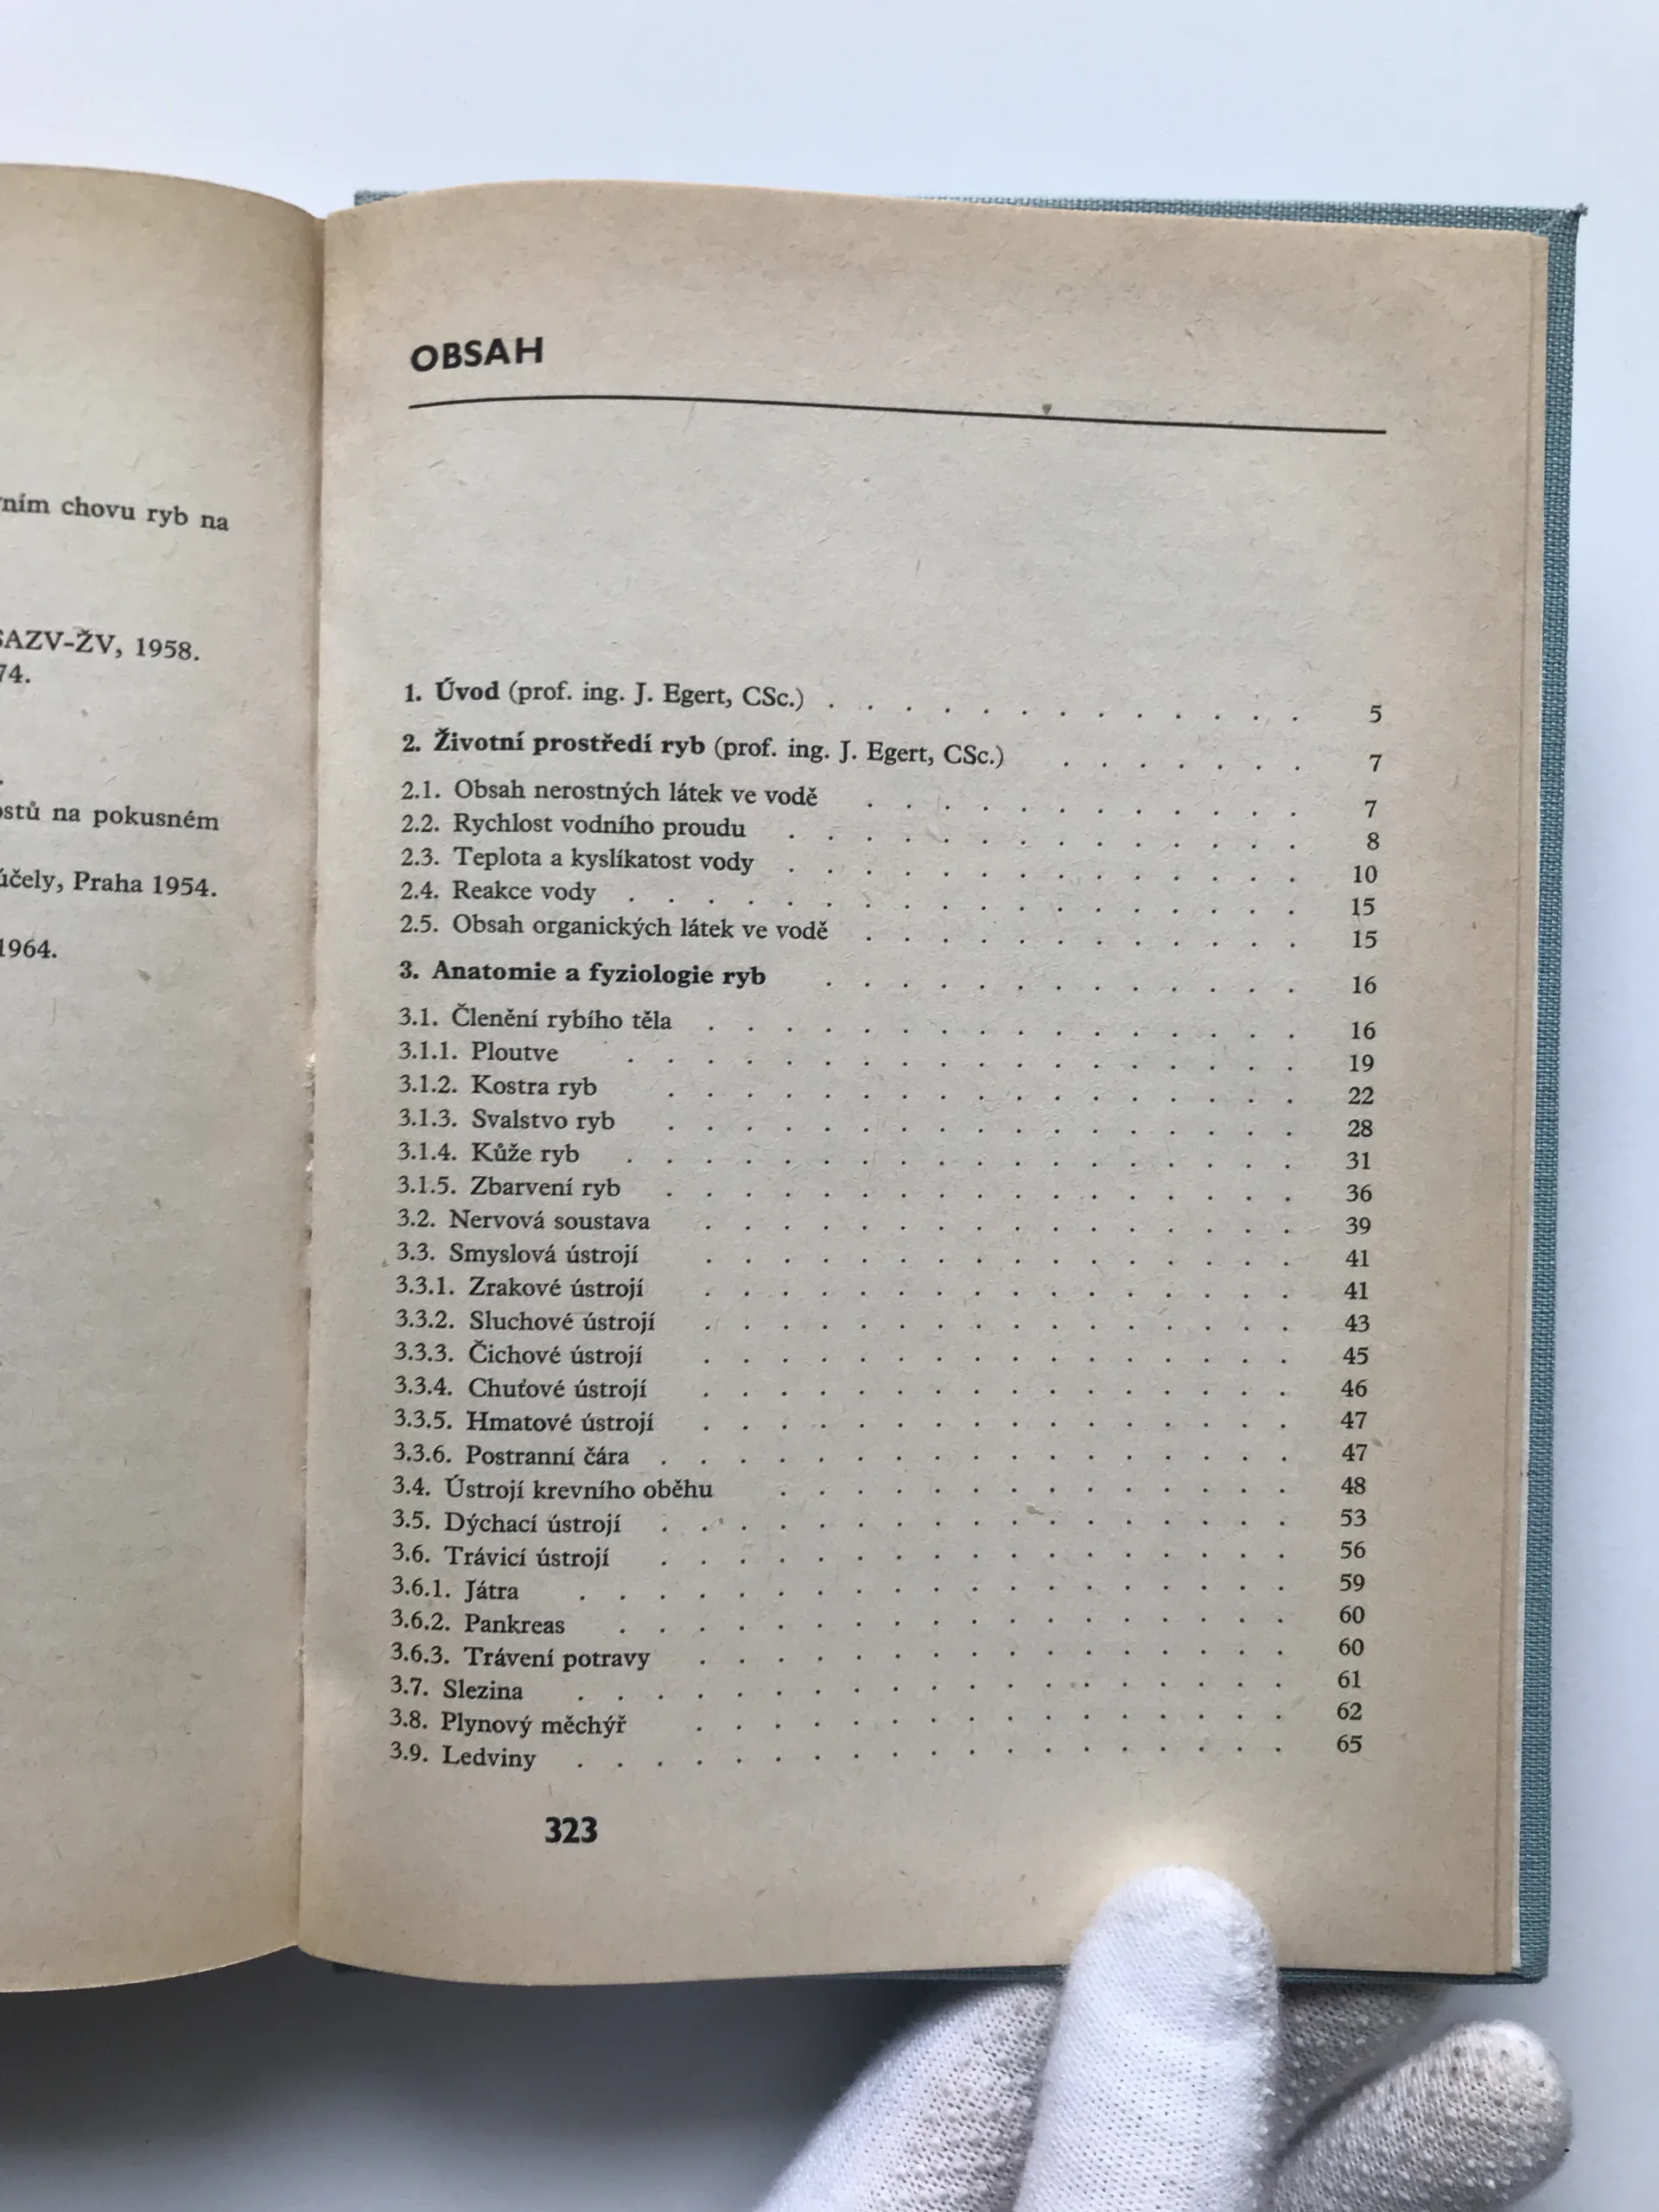 chovu ryb na
1958.
74.
na pokusném
účely, Praha 1954.
1964.
OBSAH
1. Úvod (prof. ing. J. Egert, CSc.) . . . . . . . . . . . . . 5
2. Životní prostředí ryb (prof. ing. J. Egert, CSc.) . . . . . . . 7
2.1. Obsah nerostných látek ve vodě . . . . . . . . . . . . 7
2.2. Rychlost vodního proudu . . . . . . . . . . . . . . 8
2.3. Teplota a kyslíkatost vody . . . . . . . . . . . . . . 10
2.4. Reakce vody . . . . . . . . . . . . . . . . . . 15
2.5. Obsah organických látek ve vodě . . . . . . . . . . . . 15
3. Anatomie a fyziologie ryb . . . . . . . . . . . . . 16
3.1. Členění rybího těla . . . . . . . . . . . . . . . . 16
3.1.1. Ploutve . . . . . . . . . . . . . . . . . . 19
3.1.2. Kostra ryb . . . . . . . . . . . . . . . . . 22
3.1.3. Svalstvo ryb . . . . . . . . . . . . . . . . . 28
3.1.4. Kůže ryb . . . . . . . . . . . . . . . . . . 31
3.1.5. Zbarvení ryb . . . . . . . . . . . . . . . . . 36
3.2. Nervová soustava . . . . . . . . . . . . . . . . 39
3.3. Smyslová ústrojí . . . . . . . . . . . . . . . . 41
3.3.1. Zrakové ústrojí . . . . . . . . . . . . . . . . 41
3.3.2. Sluchové ústrojí . . . . . . . . . . . . . . . . 43
3.3.3. Čichové ústrojí . . . . . . . . . . . . . . . . 45
3.3.4. Chuťové ústrojí . . . . . . . . . . . . . . . . 46
3.3.5. Hmatové ústrojí . . . . . . . . . . . . . . . . 47
3.3.6. Postranní čára . . . . . . . . . . . . . . . . . 47
3.4. Ústrojí krevního oběhu . . . . . . . . . . . . . . 48
3.5. Dýchací ústrojí . . . . . . . . . . . . . . . . . 53
3.6. Trávicí ústrojí . . . . . . . . . . . . . . . . . 56
3.6.1. Játra . . . . . . . . . . . . . . . . . . . 59
3.6.2. Pankreas . . . . . . . . . . . . . . . . . . 60
3.6.3. Trávení potravy . . . . . . . . . . . . . . . . 60
3.7. Slezina . . . . . . . . . . . . . . . . . . . 61
3.8. Plynový měchýř . . . . . . . . . . . . . . . . 62
3.9. Ledviny . . . . . . . . . . . . . . . . . . . 65
323